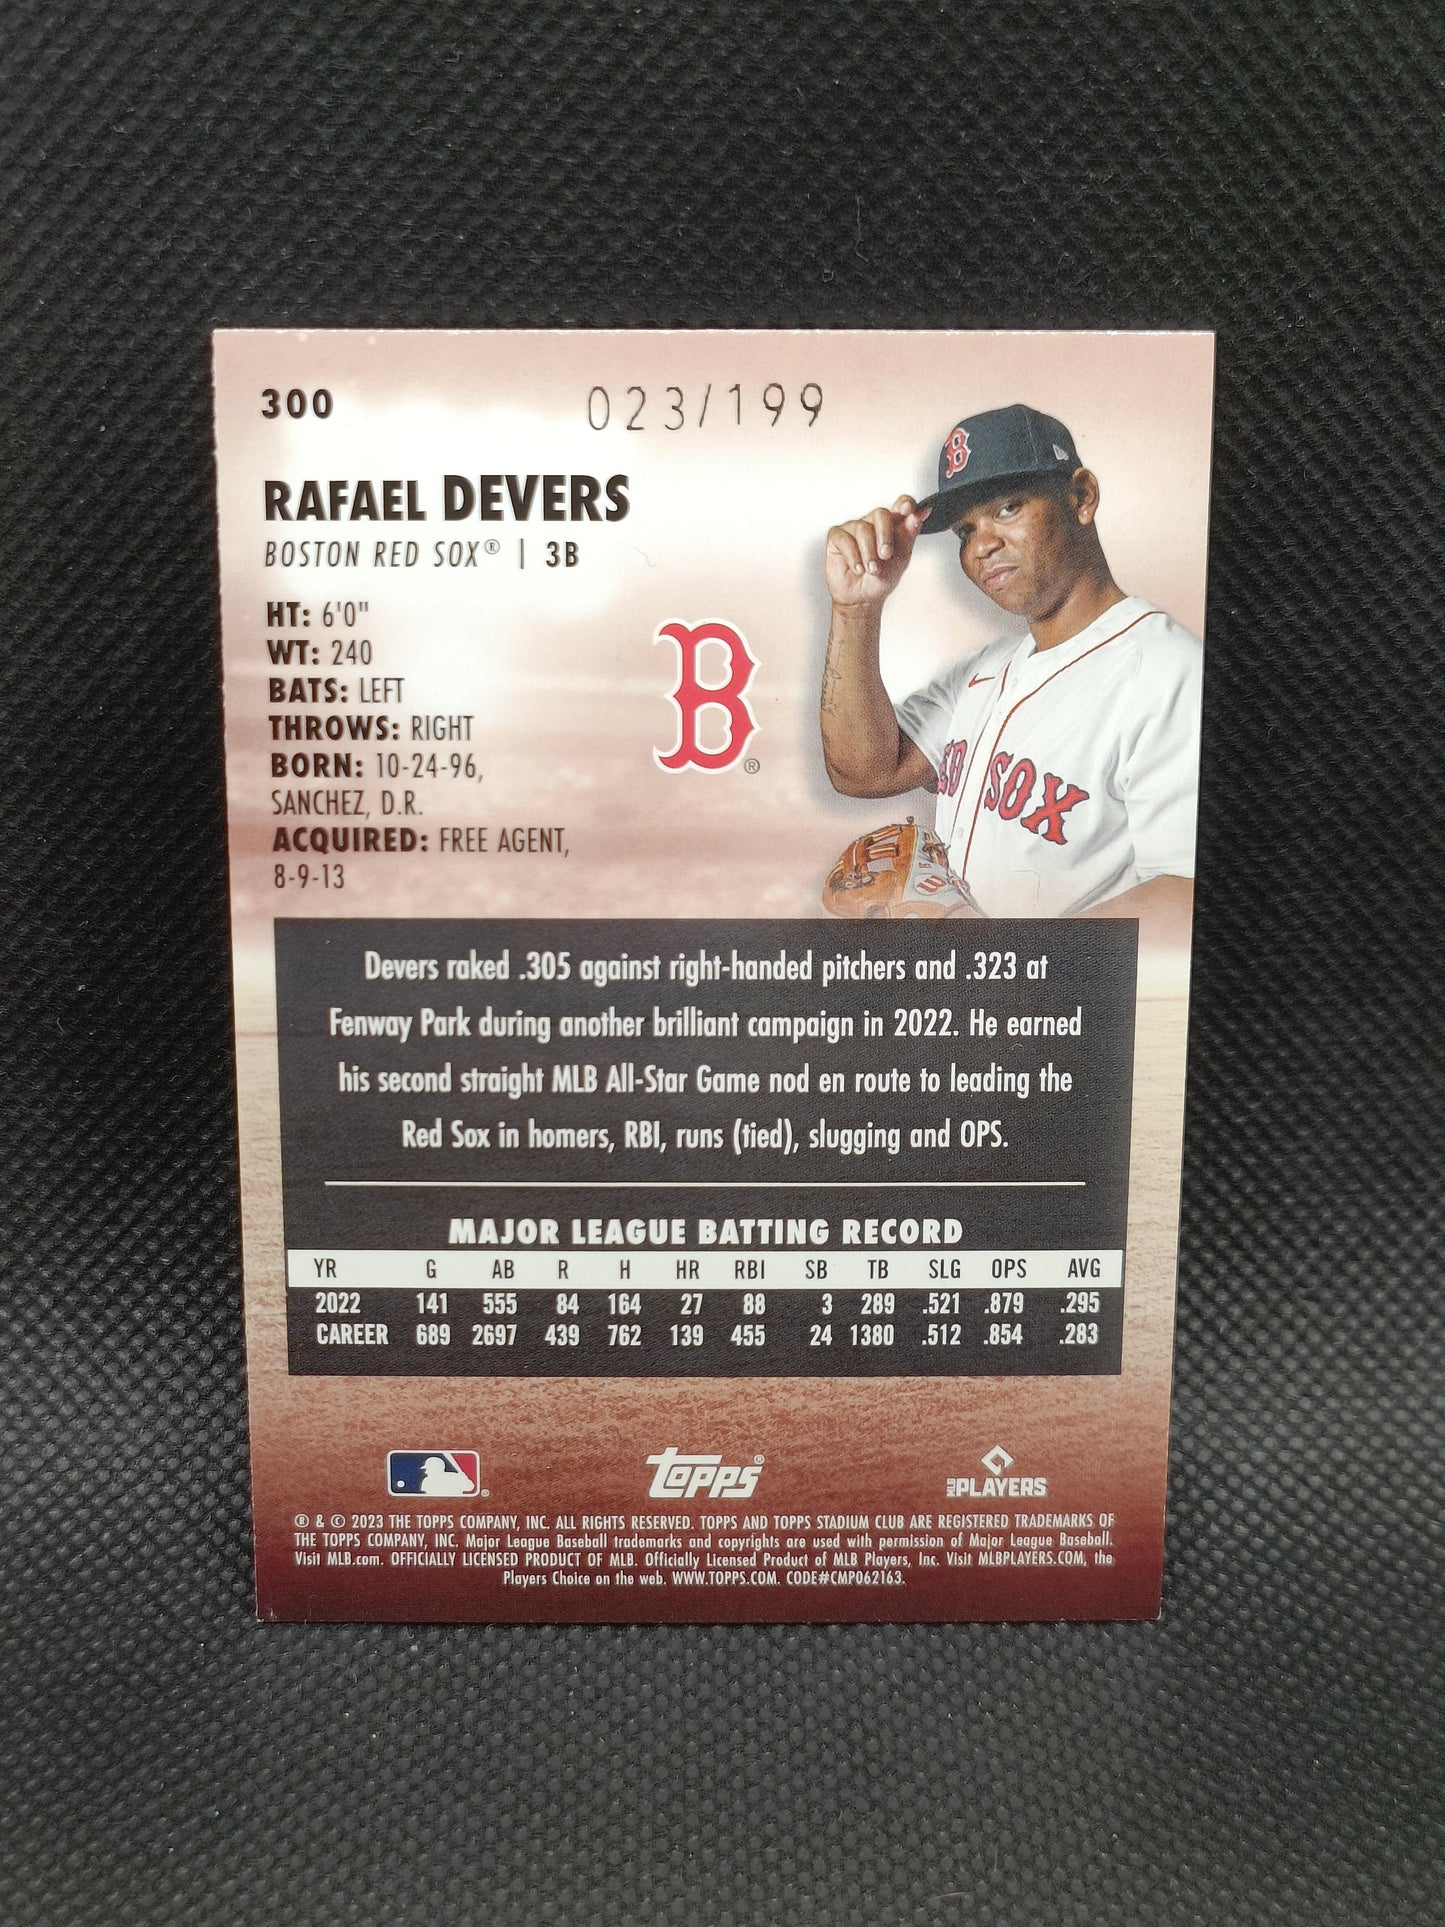 300
023/199
RAFAEL DEVERS
BOSTON RED SOX® | 3B
HT: 6'0"
WT: 240
BATS: LEFT
THROWS: RIGHT
BORN: 10-24-96,
SANCHEZ, D.R.
ACQUIRED: FREE AGENT,
8-9-13
B
B®
RED SOX
Devers raked .305 against right-handed pitchers and .323 at
Fenway Park during another brilliant campaign in 2022. He earned
his second straight MLB All-Star Game nod en route to leading the
Red Sox in homers, RBI, runs (tied), slugging and OPS.
MAJOR LEAGUE BATTING RECORD
YR G AB R H HR RBI SB TB SLG OPS AVG
2022 141 555 84 164 27 88 3 289 .521 .879 .295
CAREER 689 2697 439 762 139 455 24 1380 .512 .854 .283
®
Topps®
MLB PLAYERS
® & © 2023 THE TOPPS COMPANY, INC. ALL RIGHTS RESERVED. TOPPS AND TOPPS STADIUM CLUB ARE REGISTERED TRADEMARKS OF
THE TOPPS COMPANY, INC. Major League Baseball trademarks and copyrights are used with permission of Major League Baseball.
Visit MLB.com. OFFICIALLY LICENSED PRODUCT OF MLB. Officially Licensed Product of MLB Players, Inc. Visit MLBPLAYERS.COM, the
Players Choice on the web. WWW.TOPPS.COM. CODE#CMP062163.